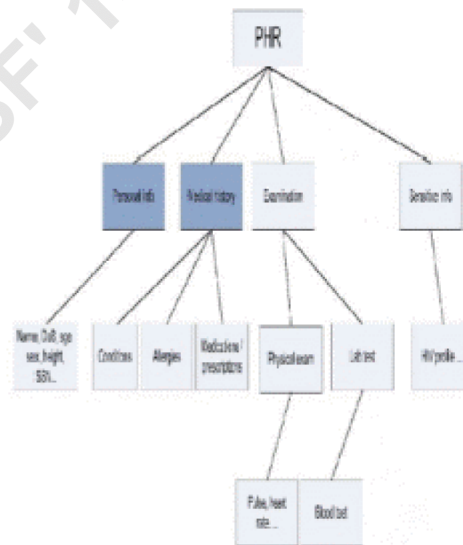 PHR
Personal info
Medical history
Examination
Sensitive info
Name, DoB, age
sex, height,
SSN...
Conditions
Allergies
Medications /
prescriptions
Physical exam
Lab test
HIV profile ...
Pulse, heart
rate ...
Blood test